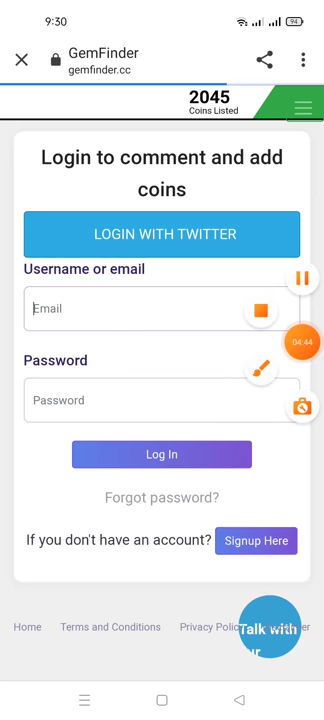 9:30
94
GemFinder
gemfinder.cc
2045
Coins Listed
Login to comment and add
coins
LOGIN WITH TWITTER
Username or email
Email
04:44
Password
Password
Log In
Forgot password?
If you don't have an account? Signup Here
Home Terms and Conditions Privacy
Talk with